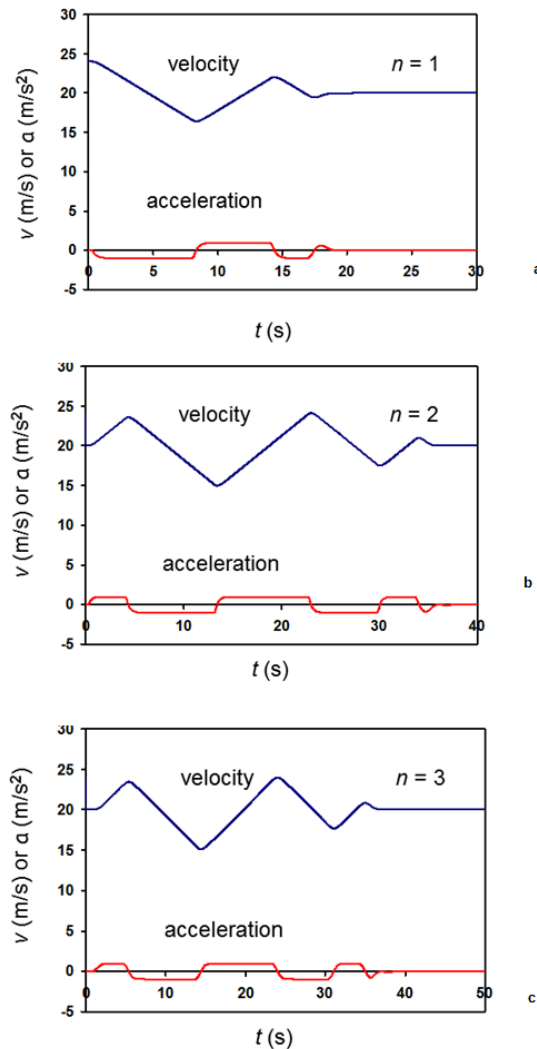 30
25
velocity n = 1
20
15
v (m/s) or a (m/s²)
10
acceleration
5
0
0 5 10 15 20 25 30
-5
a
t (s)
30
25
velocity n = 2
20
15
v (m/s) or a (m/s²)
10
acceleration
5
0
0 10 20 30 40
-5
b
t (s)
30
25
velocity n = 3
20
15
v (m/s) or a (m/s²)
10
acceleration
5
0
0 10 20 30 40 50
-5
c
t (s)